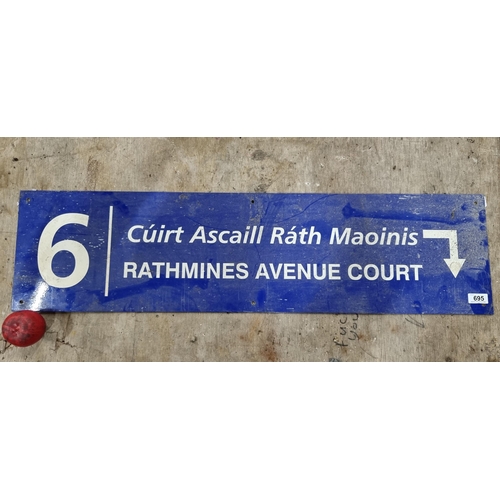 6
Cúirt Ascaill Ráth Maoinis
RATHMINES AVENUE COURT
695